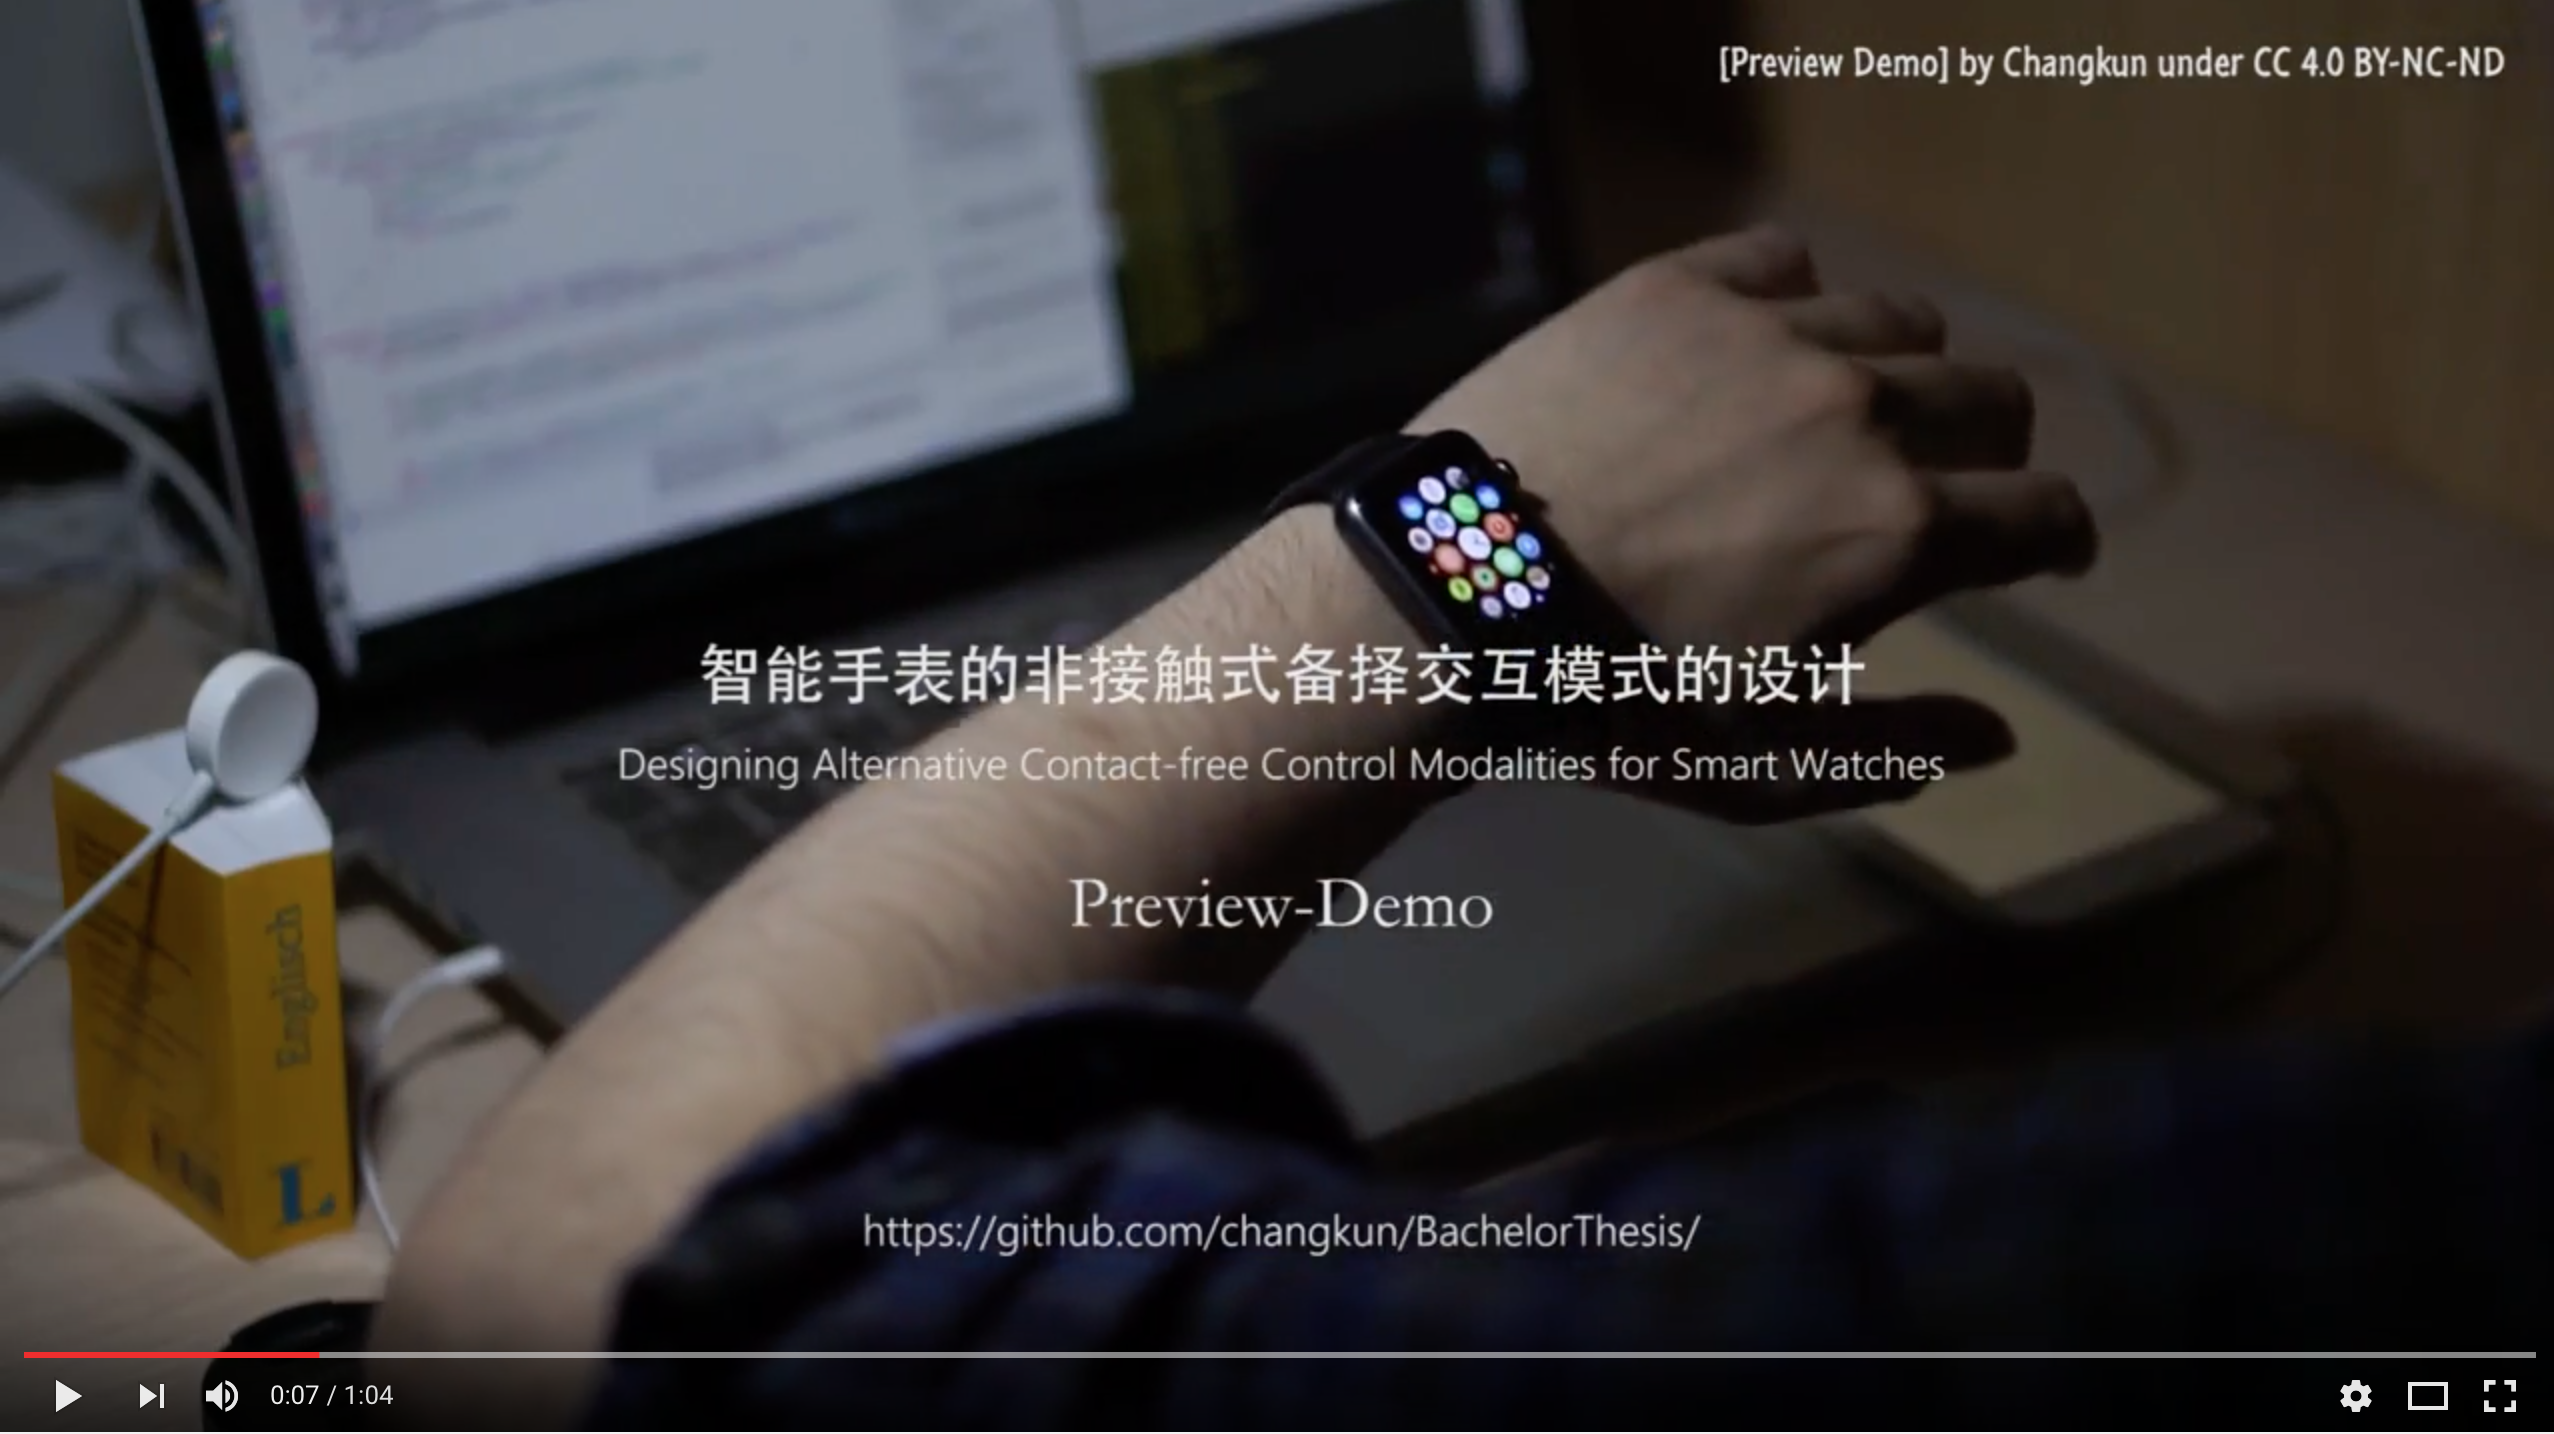 [Preview Demo] by Changkun under CC 4.0 BY-NC-ND
智能手表的非接触式备择交互模式的设计
Designing Alternative Contact-free Control Modalities for Smart Watches
Preview-Demo
Englisch
L
https://github.com/changkun/BachelorThesis/
0:07 / 1:04